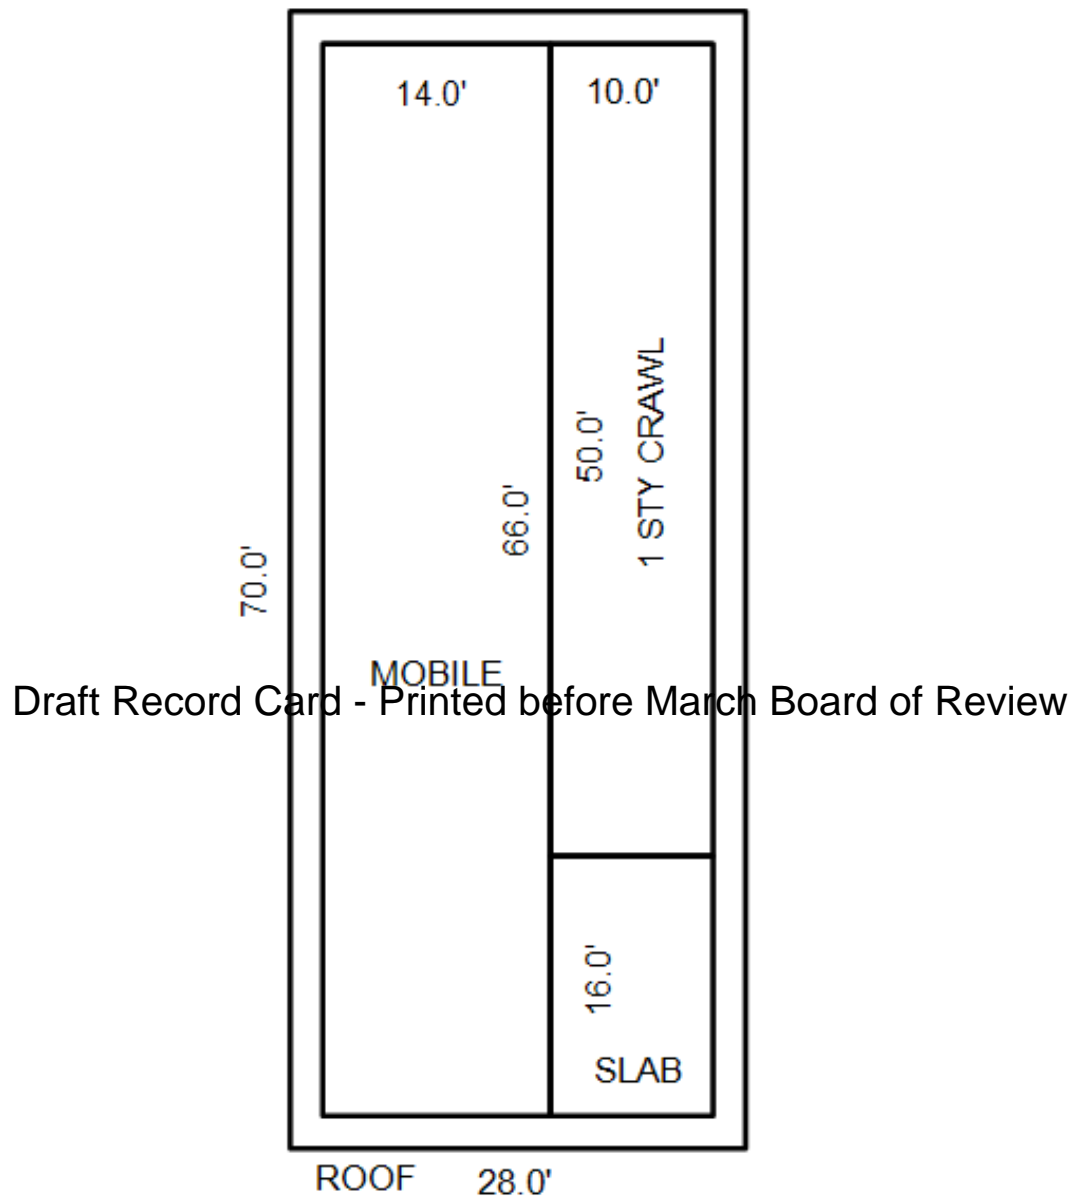 14.0'
10.0'
1 STY CRAWL
50.0'
66.0'
70.0'
MOBILE
Draft Record Card - Printed before March Board of Review
16.0'
SLAB
ROOF
28.0'